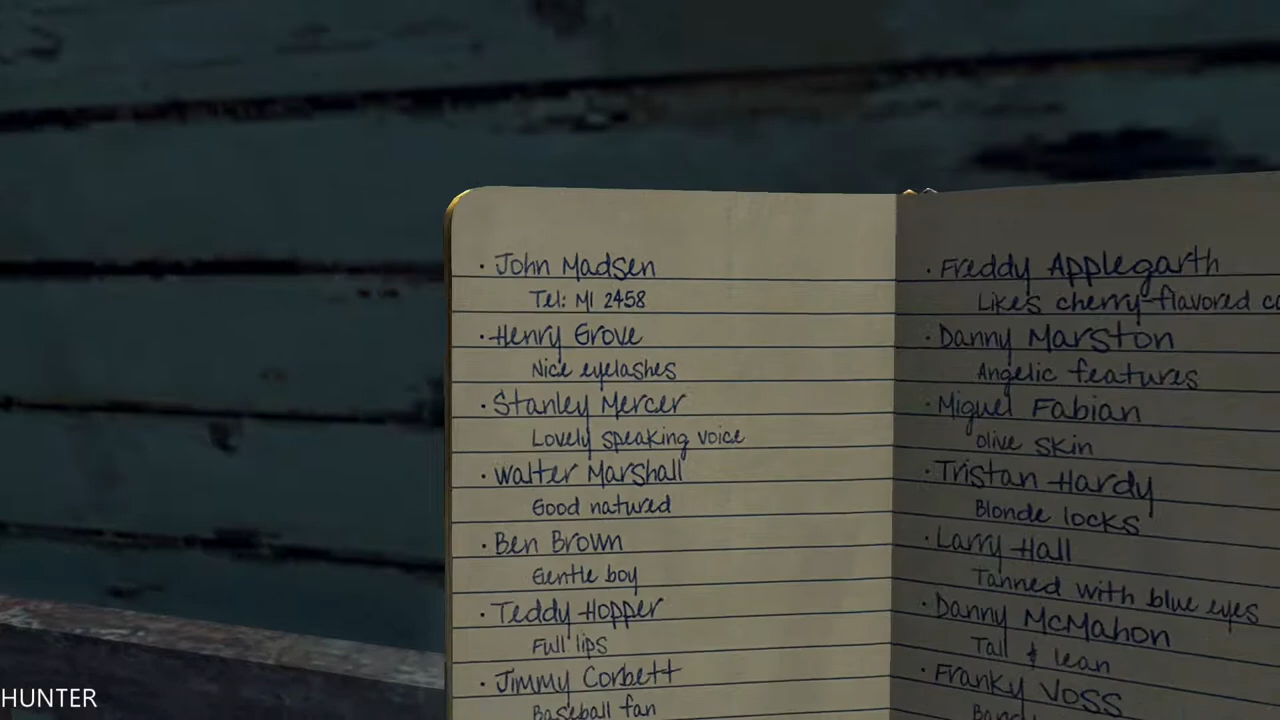 · John Madsen
Tel: MI 2458
· Henry Grove
Nice eyelashes
· Stanley Mercer
Lovely speaking voice
· Walter Marshall
Good natured
· Ben Brown
Gentle boy
· Teddy Hopper
Full lips
· Jimmy Corbett
Baseball fan
· Freddy Applegarth
Likes cherry-flavored
· Danny Marston
Angelic features
· Miguel Fabian
olive skin
· Tristan Hardy
Blonde locks
· Larry Hall
Tanned with blue eyes
· Danny McMahon
Tall & lean
· Franky Voss
HUNTER